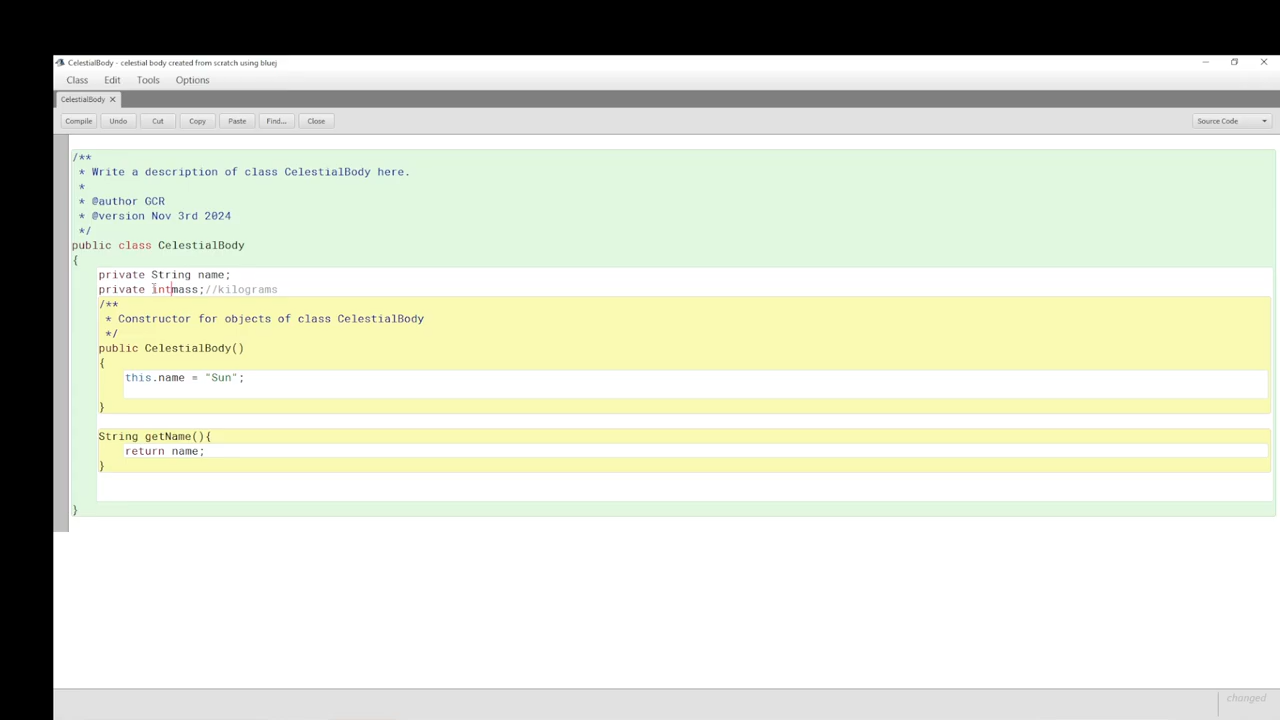 CelestialBody - celestial body created from scratch using bluej
Class Edit Tools Options
CelestialBody
Compile Undo Cut Copy Paste Find... Close Source Code
/**
* Write a description of class CelestialBody here.
*
* @author GCR
* @version Nov 3rd 2024
*/
public class CelestialBody
{
private String name;
private intmass;//kilograms
/**
* Constructor for objects of class CelestialBody
*/
public CelestialBody()
{
this.name = "Sun";
}
String getName(){
return name;
}
}
changed